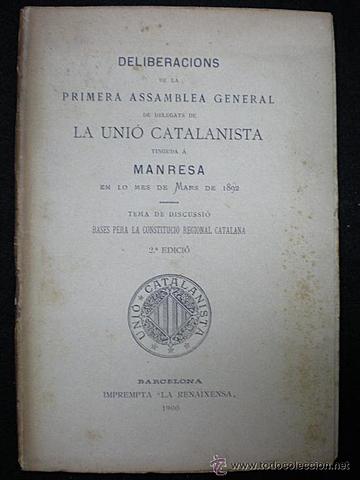 DELIBERACIONS
DE LA
PRIMERA ASSAMBLEA GENERAL
DE DELEGATS DE
LA UNIÓ CATALANISTA
TINGUDA Á
MANRESA
EN LO MES DE MARS DE 1892
TEMA DE DISCUSSIÓ
BASES PERA LA CONSTITUCIÓ REGIONAL CATALANA
2.ª EDICIÓ
UNIÓ CATALANISTA
BARCELONA
IMPREMPTA "LA RENAIXENSA,,
1900
todocoleccion.net